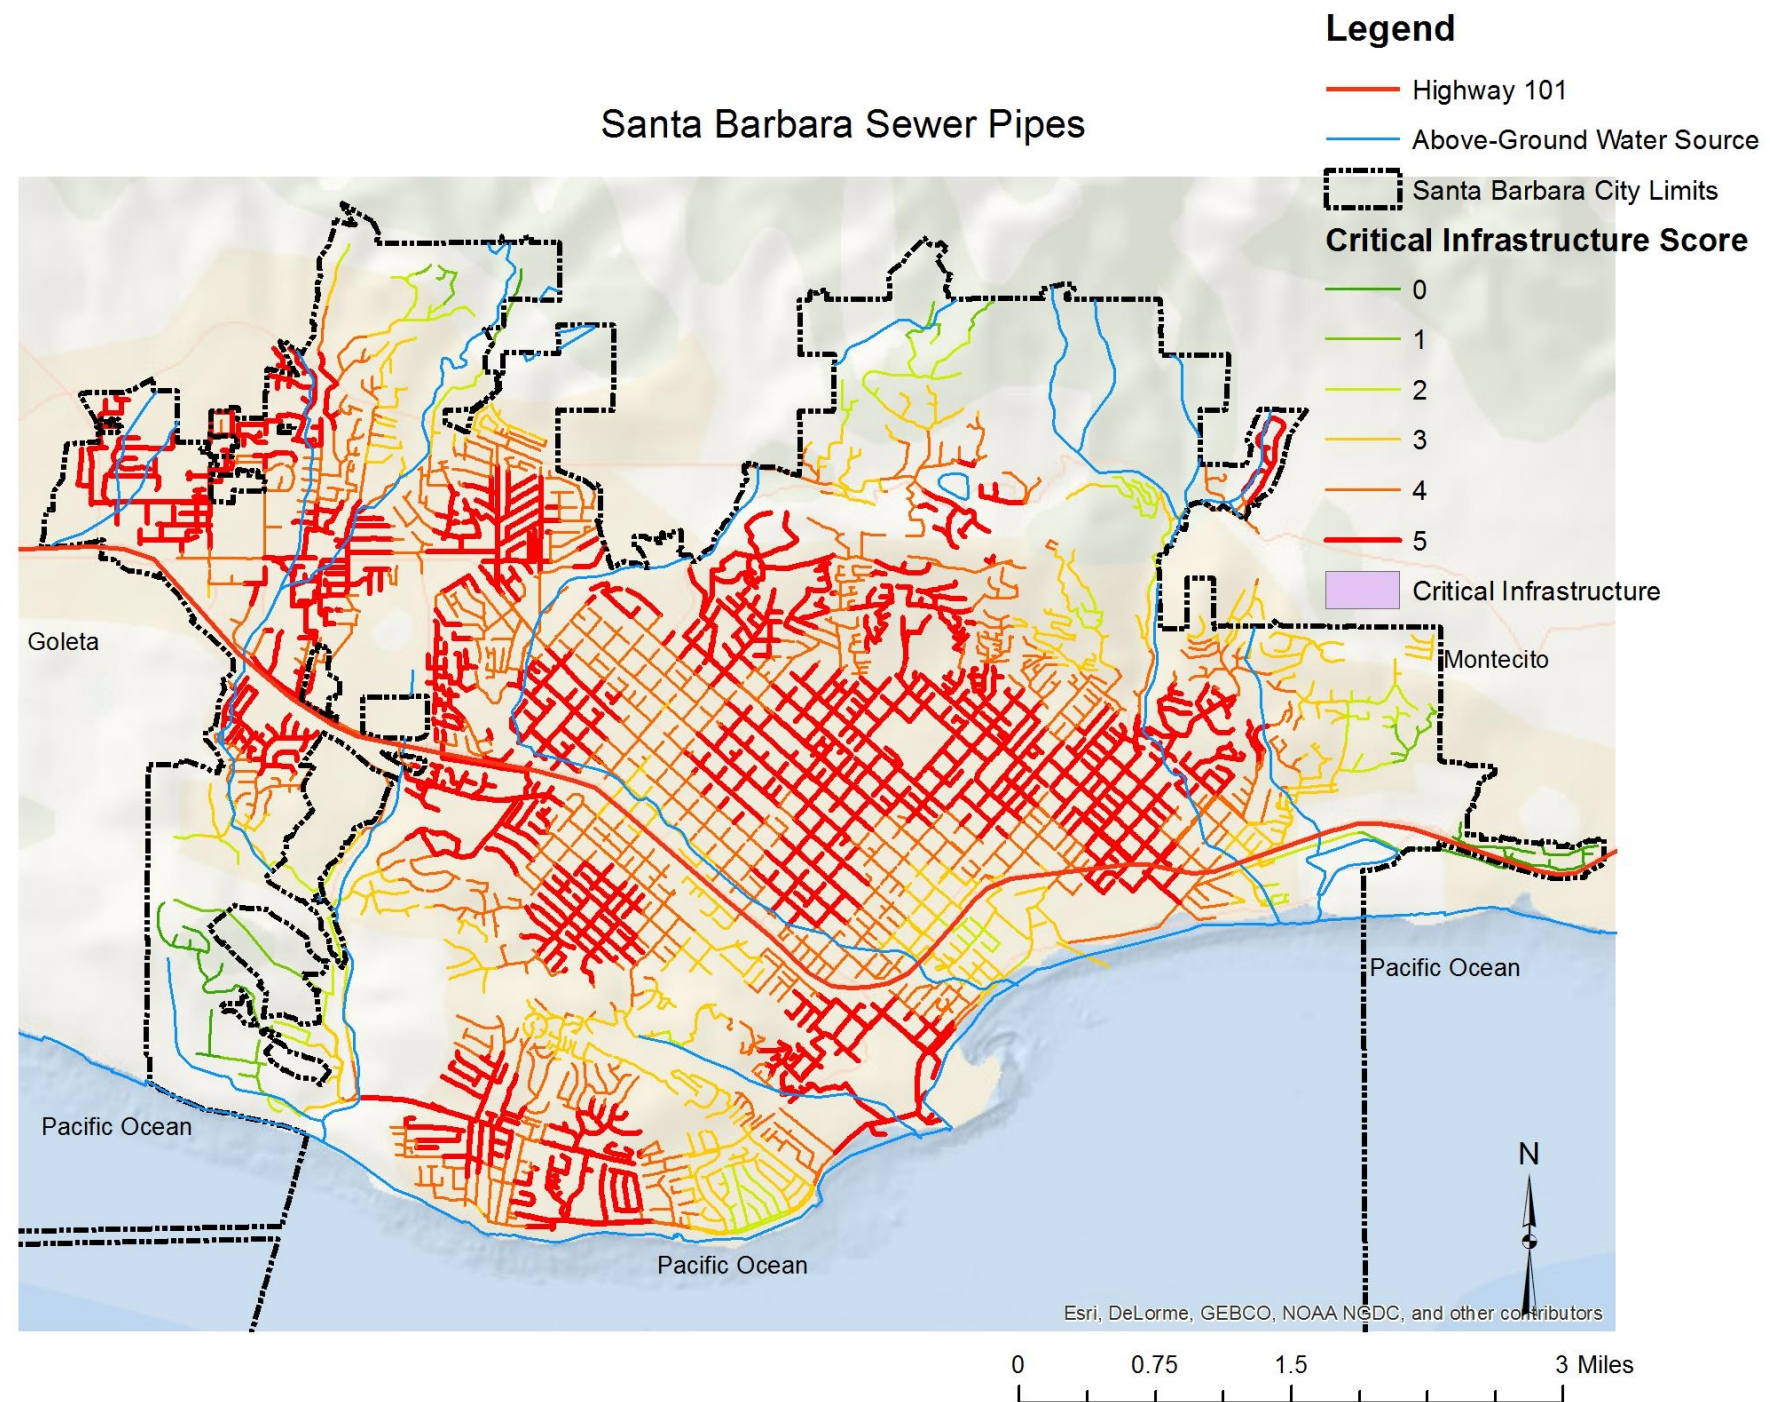 Legend
Highway 101
Above-Ground Water Source
Santa Barbara City Limits
Critical Infrastructure Score
0
1
2
3
4
5
Critical Infrastructure
Santa Barbara Sewer Pipes
Goleta
Montecito
Pacific Ocean
Pacific Ocean
Pacific Ocean
N
Esri, DeLorme, GEBCO, NOAA NGDC, and other contributors
0 0.75 1.5 3 Miles